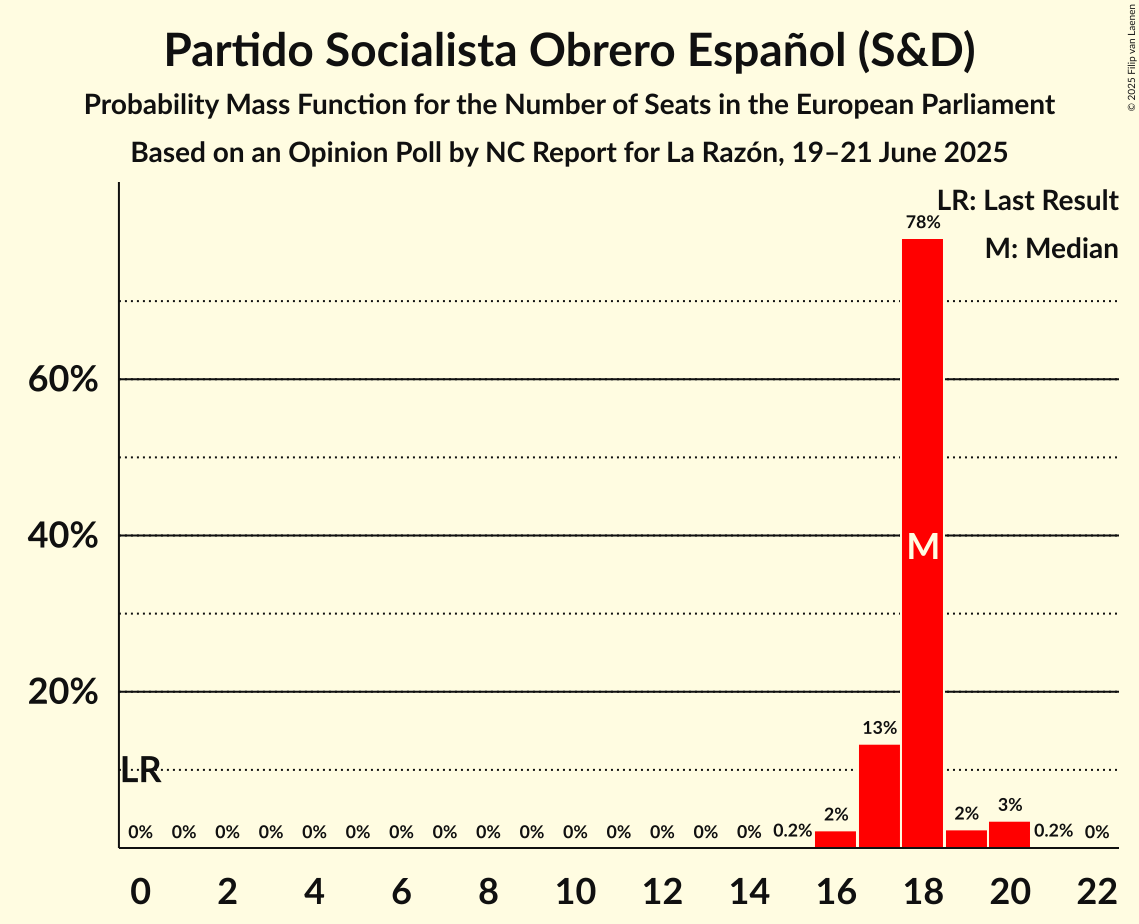 Partido Socialista Obrero Español (S&D)
Probability Mass Function for the Number of Seats in the European Parliament
Based on an Opinion Poll by NC Report for La Razón, 19–21 June 2025
© 2025 Filip van Laenen
LR: Last Result
M: Median
78%
60%
40%
M
20%
13%
LR
0% 0% 0% 0% 0% 0% 0% 0% 0% 0% 0% 0% 0% 0% 0% 0.2% 2% 2% 3% 0.2% 0%
0 2 4 6 8 10 12 14 16 18 20 22